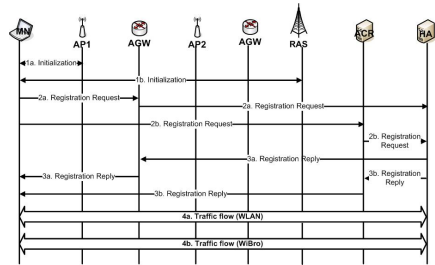 MN
AP1
AGW
AP2
AGW
RAS
ACR
HA
1a. Initialization
1b. Initialization
2a. Registration Request
2a. Registration Request
2b. Registration Request
2b. Registration
Request
3a. Registration Reply
3a. Registration Reply
3b. Registration
Reply
3b. Registration Reply
4a. Traffic flow (WLAN)
4b. Traffic flow (WiBro)